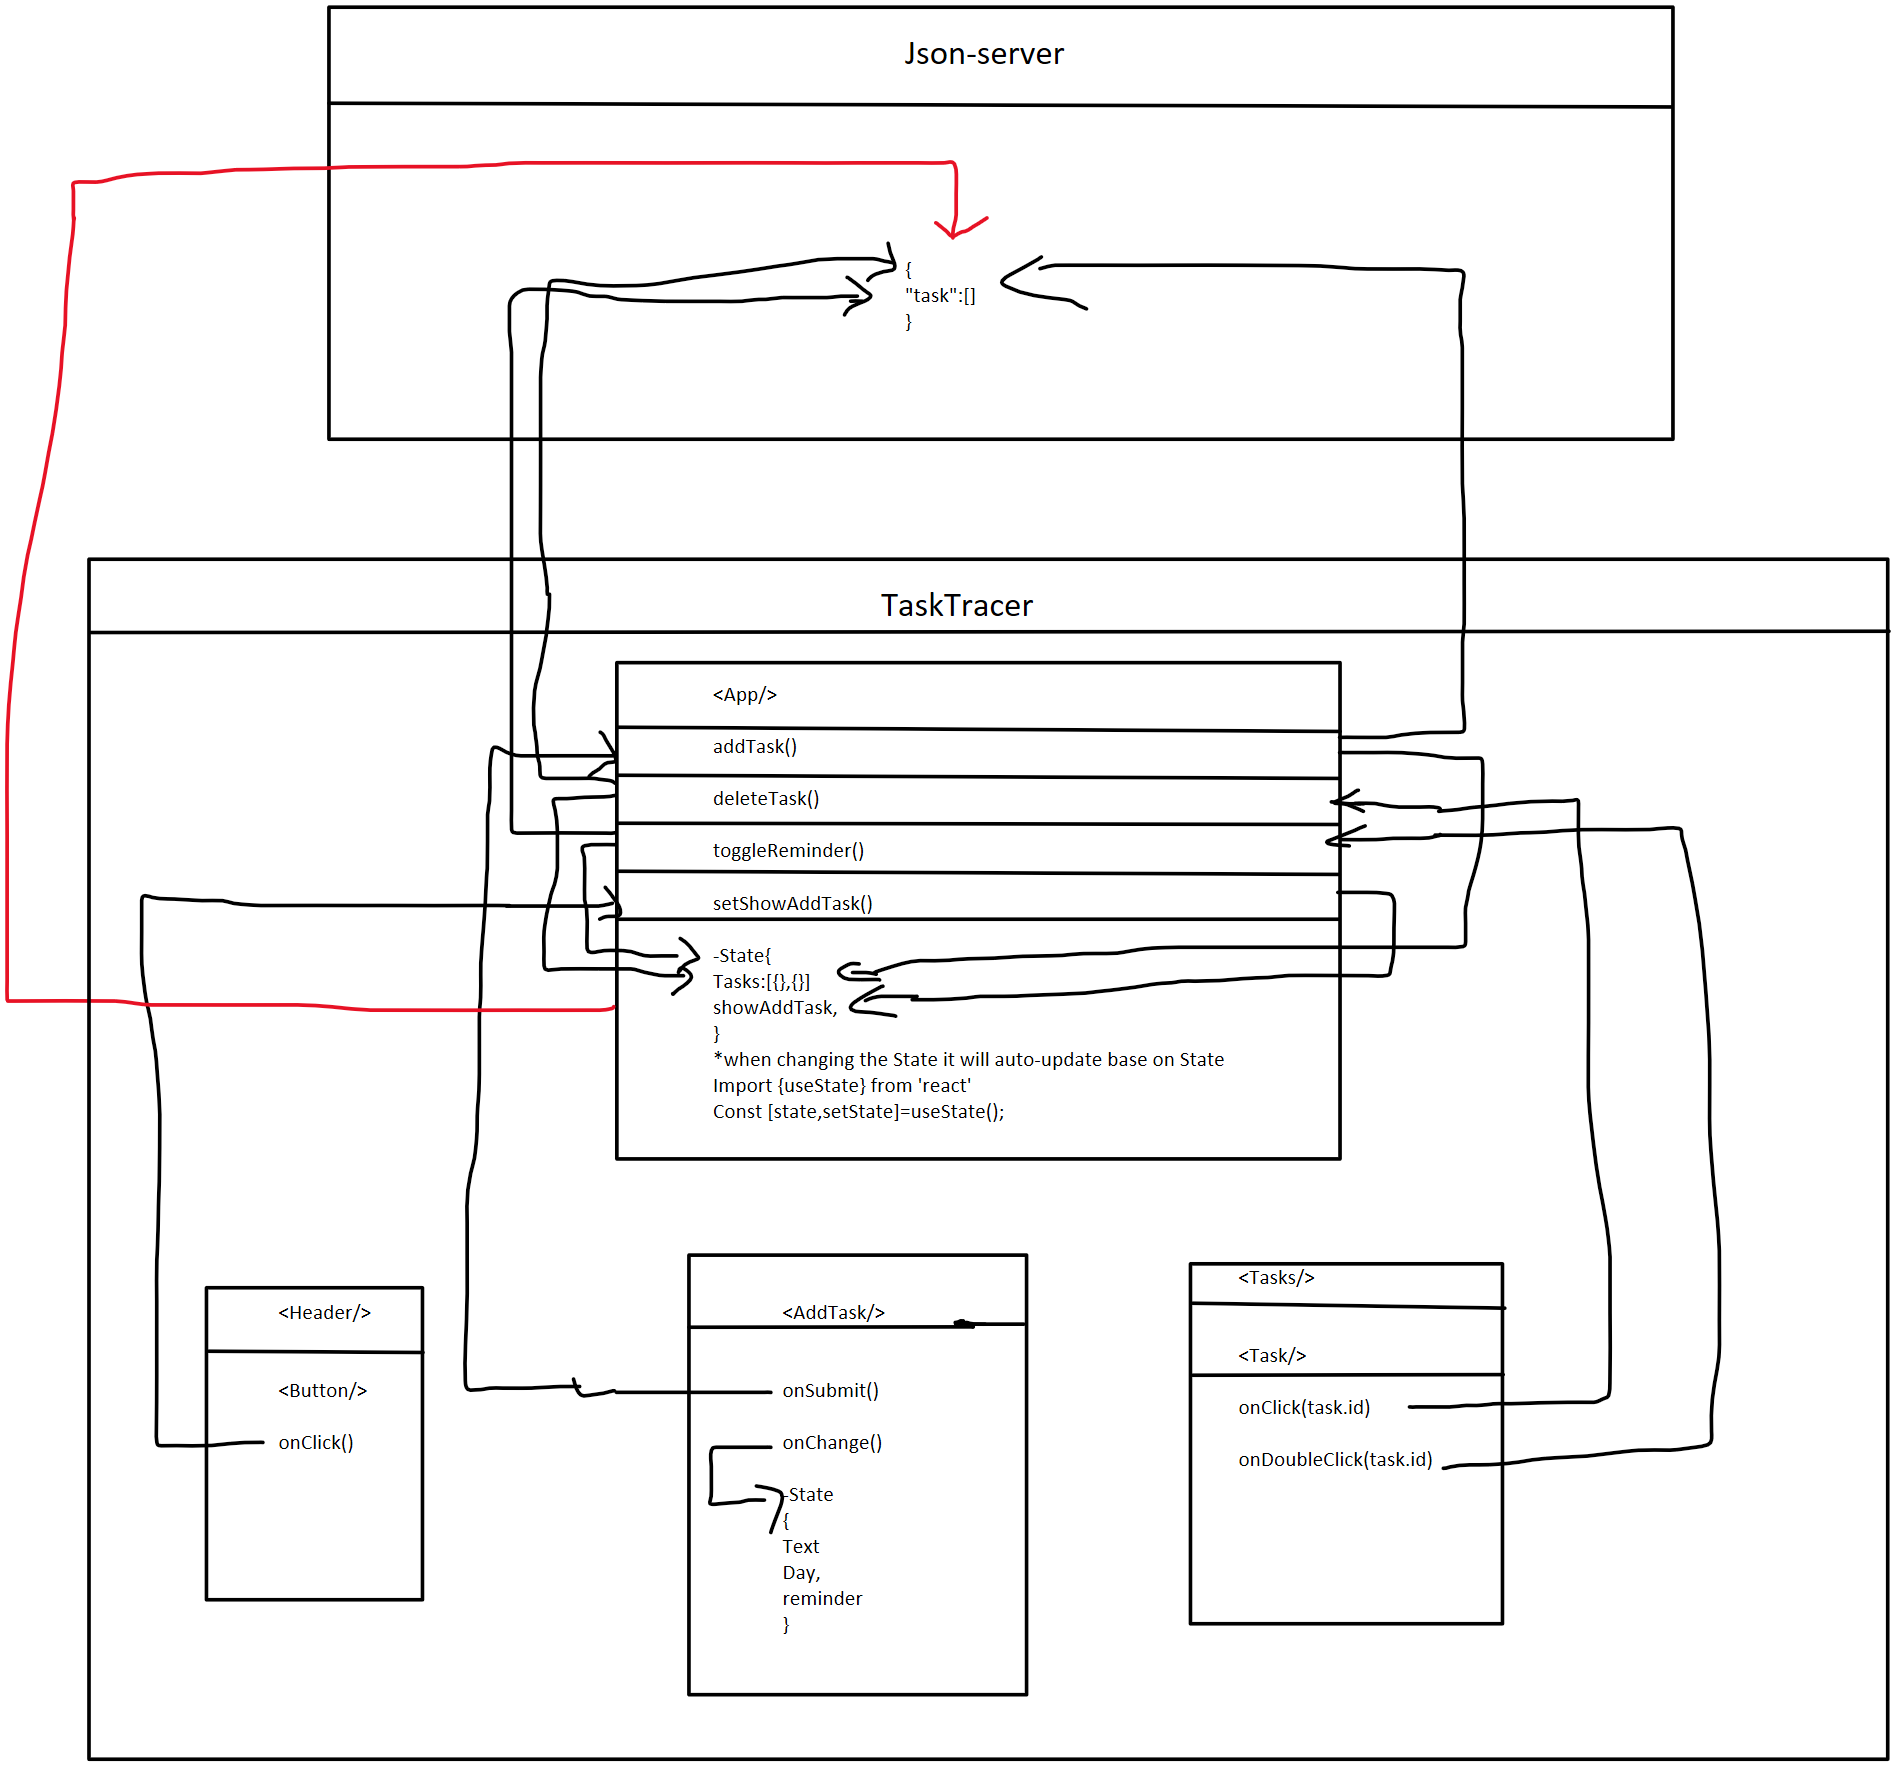 Json-server
{
"task":[]
}
TaskTracer
<App/>
addTask()
deleteTask()
toggleReminder()
setShowAddTask()
-State{
Tasks:[{},{}]
showAddTask,
}
*when changing the State it will auto-update base on State
Import {useState} from 'react'
Const [state,setState]=useState();
<Header/>
<Button/>
onClick()
<AddTask/>
onSubmit()
onChange()
-State
{
Text
Day,
reminder
}
<Tasks/>
<Task/>
onClick(task.id)
onDoubleClick(task.id)